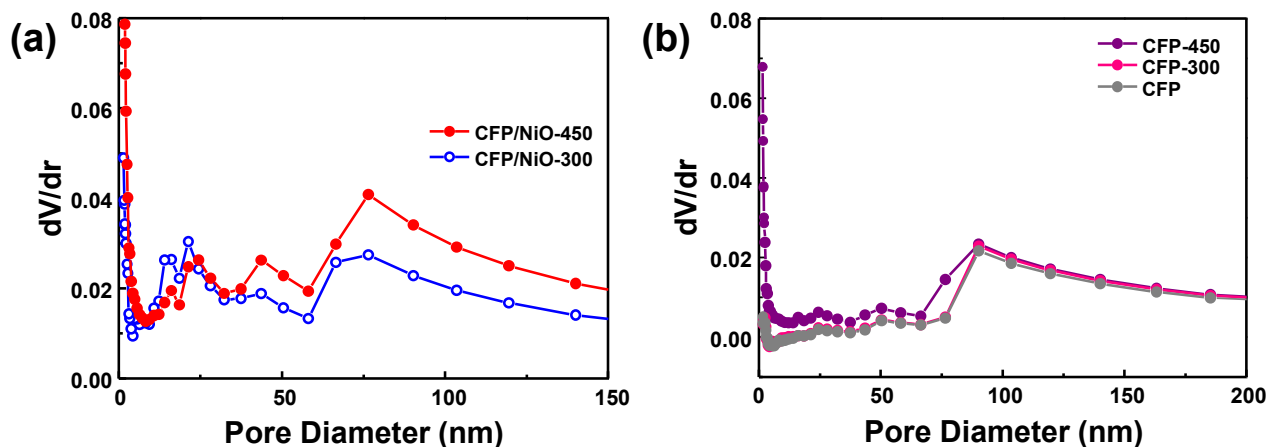 (a)
0.08
0.06
0.04
0.02
0.00
dV/dr
0
50
100
150
Pore Diameter (nm)
CFP/NiO-450
CFP/NiO-300
(b)
0.08
0.06
0.04
0.02
0.00
dV/dr
0
50
100
150
200
Pore Diameter (nm)
CFP-450
CFP-300
CFP